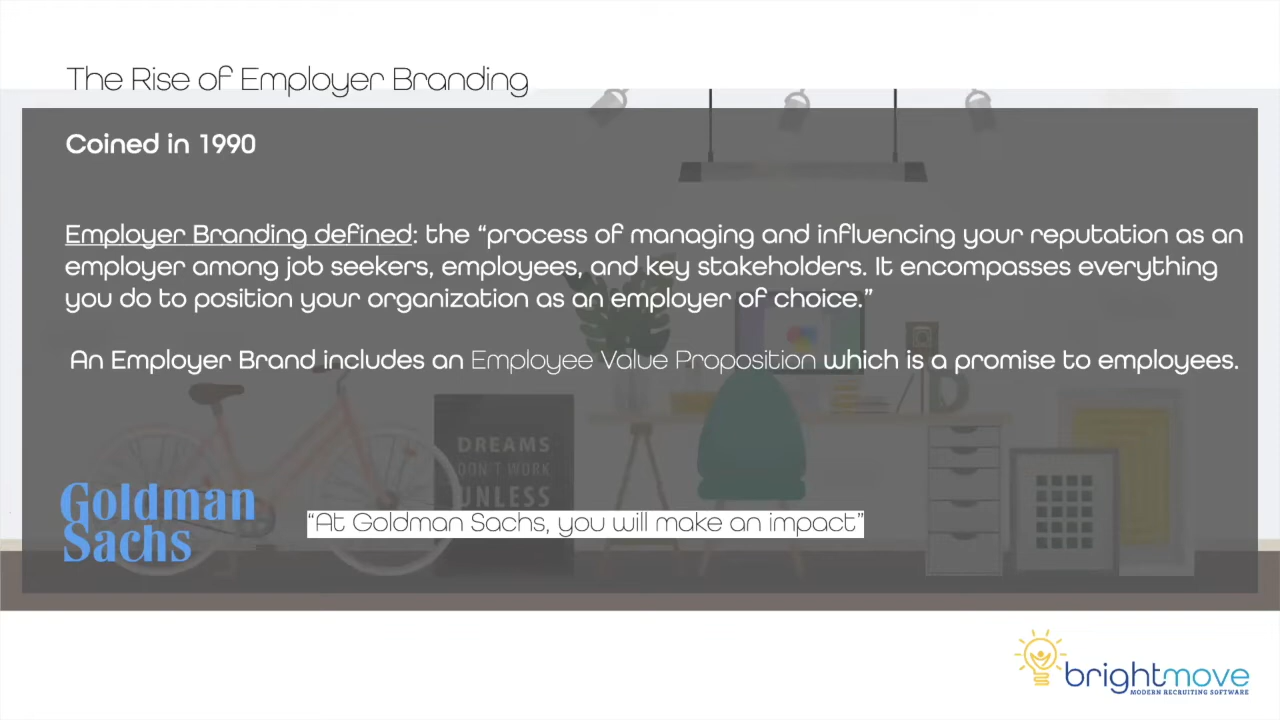 The Rise of Employer Branding
Coined in 1990
Employer Branding defined: the “process of managing and influencing your reputation as an
employer among job seekers, employees, and key stakeholders. It encompasses everything
you do to position your organization as an employer of choice.”
An Employer Brand includes an Employee Value Proposition which is a promise to employees.
DREAMS
DON'T WORK
UNLESS
Goldman
Sachs
“At Goldman Sachs, you will make an impact”
brightmove
MODERN RECRUITING SOFTWARE